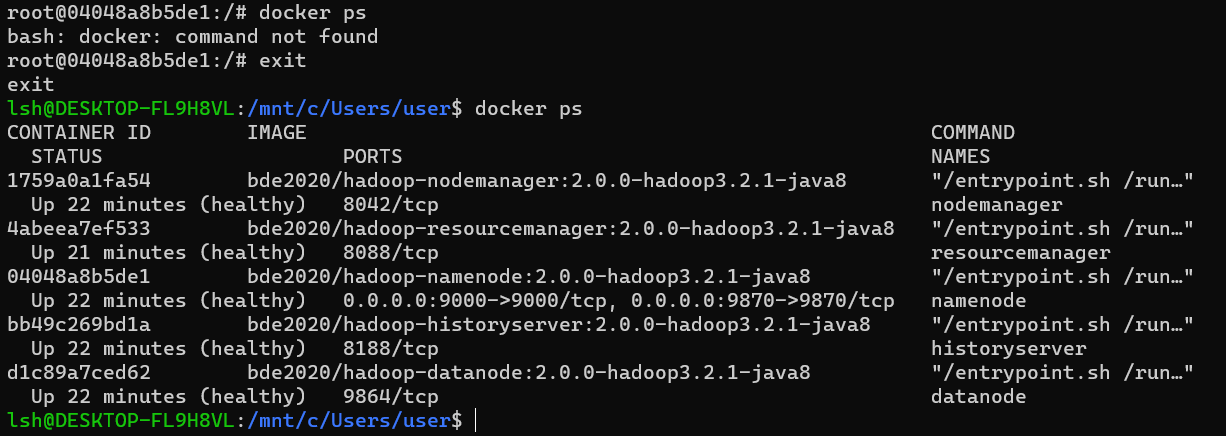 root@04048a8b5de1:/# docker ps
bash: docker: command not found
root@04048a8b5de1:/# exit
exit
lsh@DESKTOP-FL9H8VL:/mnt/c/Users/user$ docker ps
CONTAINER ID        IMAGE                                                    COMMAND
  STATUS                    PORTS                                            NAMES
1759a0a1fa54        bde2020/hadoop-nodemanager:2.0.0-hadoop3.2.1-java8       "/entrypoint.sh /run…"
  Up 22 minutes (healthy)   8042/tcp                                         nodemanager
4abeea7ef533        bde2020/hadoop-resourcemanager:2.0.0-hadoop3.2.1-java8   "/entrypoint.sh /run…"
  Up 21 minutes (healthy)   8088/tcp                                         resourcemanager
04048a8b5de1        bde2020/hadoop-namenode:2.0.0-hadoop3.2.1-java8          "/entrypoint.sh /run…"
  Up 22 minutes (healthy)   0.0.0.0:9000->9000/tcp, 0.0.0.0:9870->9870/tcp   namenode
bb49c269bd1a        bde2020/hadoop-historyserver:2.0.0-hadoop3.2.1-java8     "/entrypoint.sh /run…"
  Up 22 minutes (healthy)   8188/tcp                                         historyserver
d1c89a7ced62        bde2020/hadoop-datanode:2.0.0-hadoop3.2.1-java8          "/entrypoint.sh /run…"
  Up 22 minutes (healthy)   9864/tcp                                         datanode
lsh@DESKTOP-FL9H8VL:/mnt/c/Users/user$